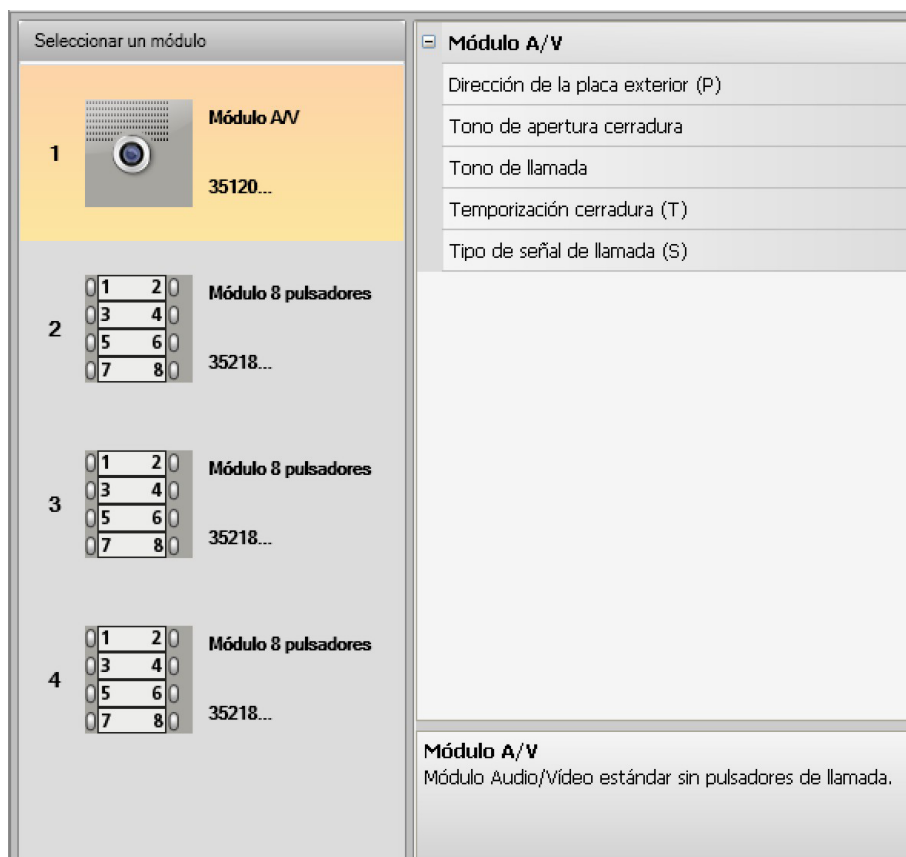 Seleccionar un módulo
1
Módulo A/V
35120...
2
1 2
3 4
5 6
7 8
Módulo 8 pulsadores
35218...
3
1 2
3 4
5 6
7 8
Módulo 8 pulsadores
35218...
4
1 2
3 4
5 6
7 8
Módulo 8 pulsadores
35218...
Módulo A/V
Dirección de la placa exterior (P)
Tono de apertura cerradura
Tono de llamada
Temporización cerradura (T)
Tipo de señal de llamada (S)
Módulo A/V
Módulo Audio/Vídeo estándar sin pulsadores de llamada.